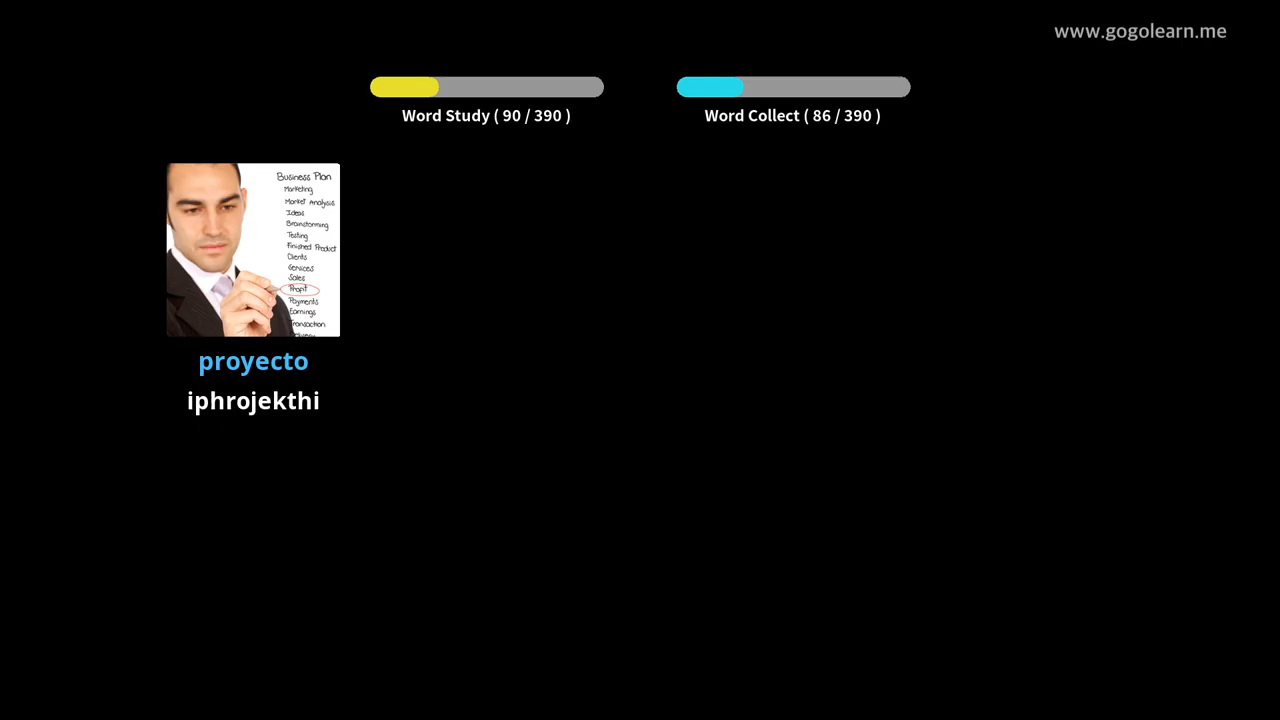 www.gogolearn.me
Word Study ( 90 / 390 )
Word Collect ( 86 / 390 )
Business Plan
Marketing
Market Analysis
Ideas
Brainstorming
Testing
Finished Product
Clients
Services
Sales
Profit
Payments
Earnings
Transaction
proyecto
iphrojekthi